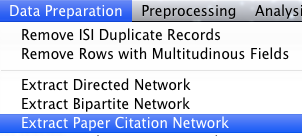 Data Preparation Preprocessing Analysi
Remove ISI Duplicate Records
Remove Rows with Multitudinous Fields
Extract Directed Network
Extract Bipartite Network
Extract Paper Citation Network